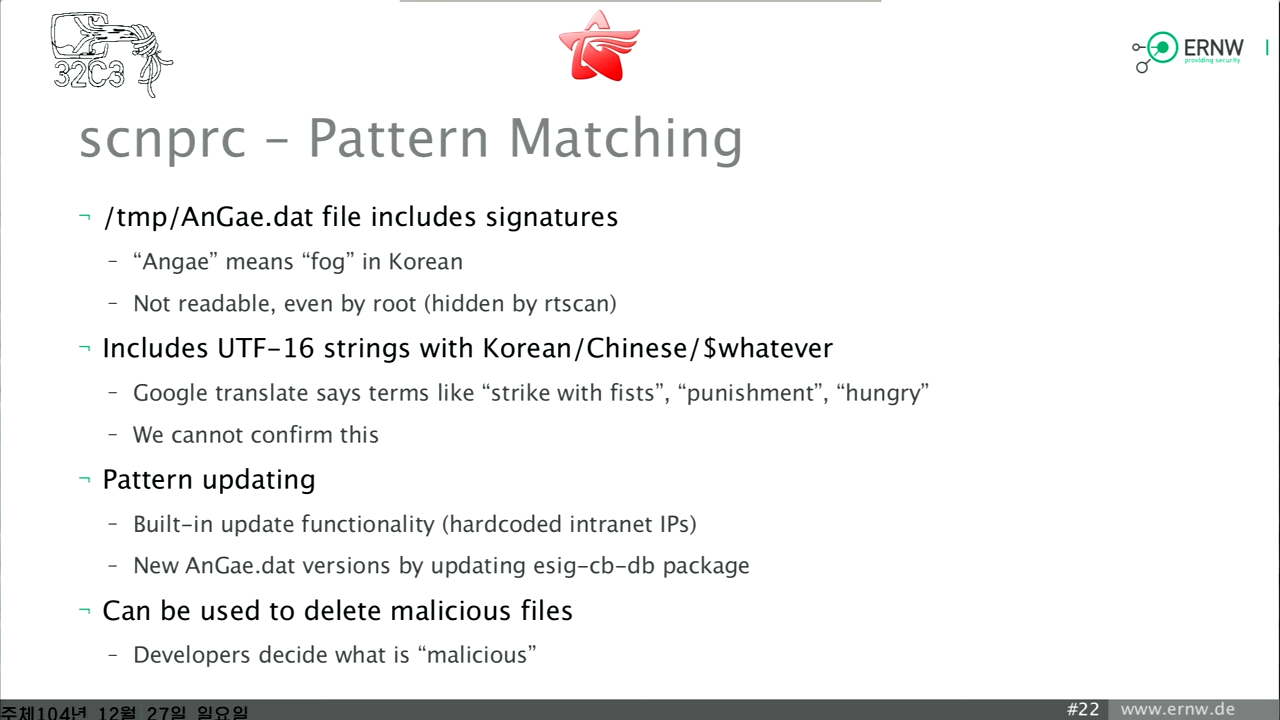 32C3
ERNW
providing security.
scnprc – Pattern Matching
¬ /tmp/AnGae.dat file includes signatures
– “Angae” means “fog” in Korean
– Not readable, even by root (hidden by rtscan)
¬ Includes UTF-16 strings with Korean/Chinese/$whatever
– Google translate says terms like “strike with fists”, “punishment”, “hungry”
– We cannot confirm this
¬ Pattern updating
– Built-in update functionality (hardcoded intranet IPs)
– New AnGae.dat versions by updating esig-cb-db package
¬ Can be used to delete malicious files
– Developers decide what is “malicious”
주체104년 12월 27일 일요일
#22 www.ernw.de